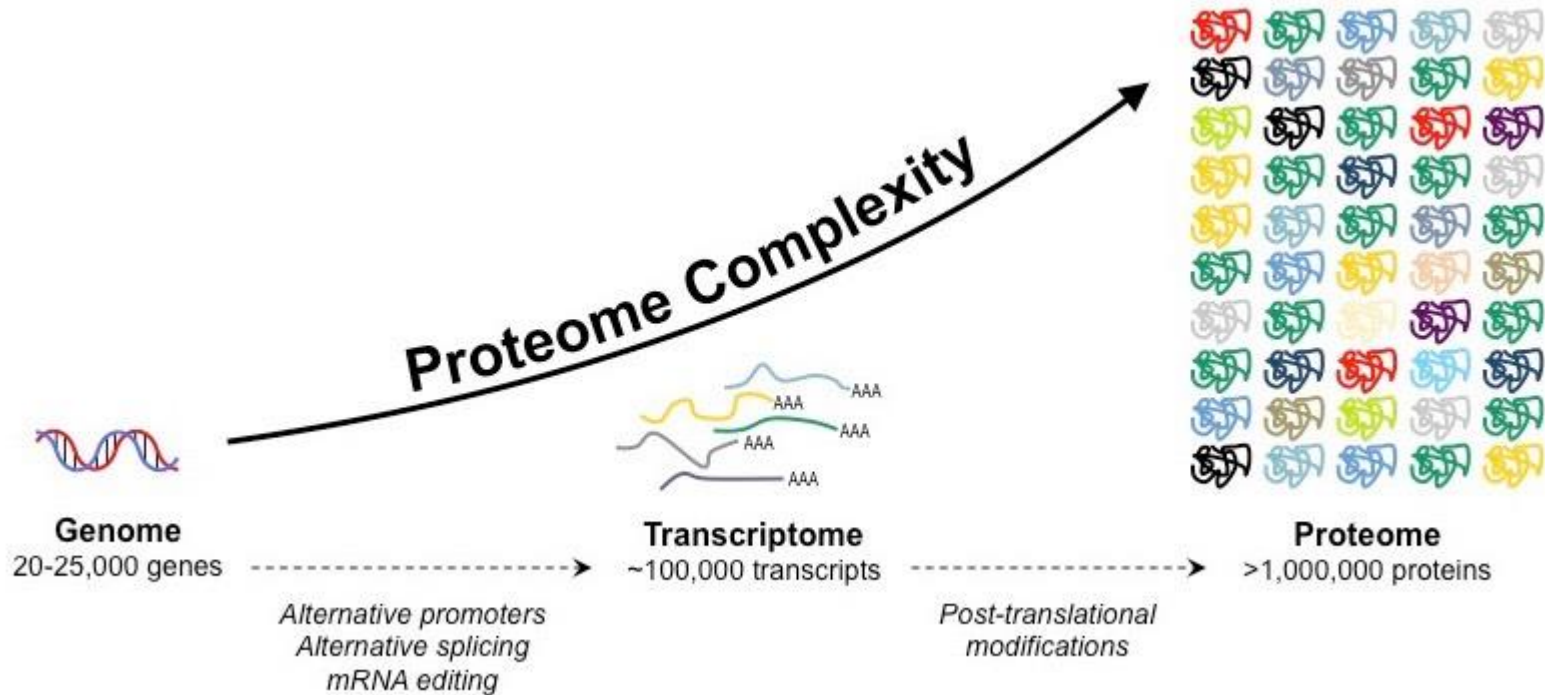 Proteome Complexity
AAA
AAA
AAA
AAA
AAA
Genome
20-25,000 genes
Alternative promoters
Alternative splicing
mRNA editing
Transcriptome
~100,000 transcripts
Post-translational
modifications
Proteome
>1,000,000 proteins